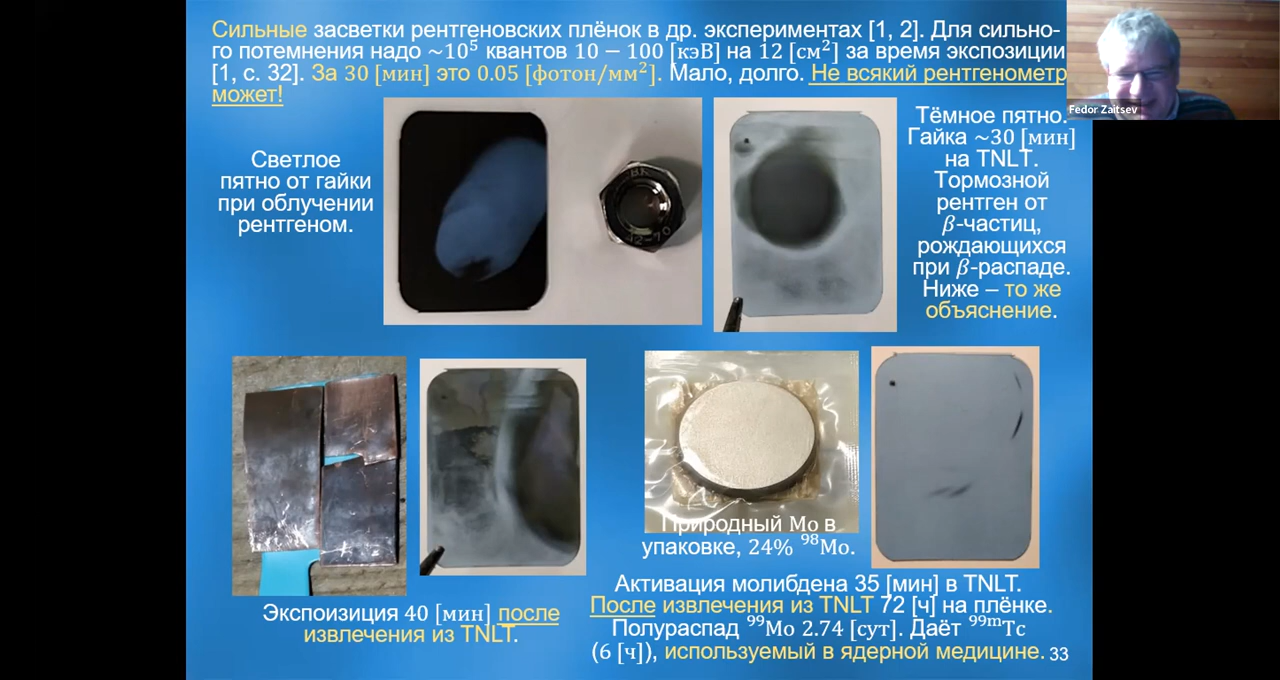 Сильные засветки рентгеновских плёнок в др. экспериментах [1, 2]. Для сильно-
го потемнения надо ~10⁵ квантов 10 − 100 [кэВ] на 12 [см²] за время экспозиции
[1, с. 32]. За 30 [мин] это 0.05 [фотон/мм²]. Мало, долго. Не всякий рентгенометр
может!
Fedor Zaitsev
Светлое
пятно от гайки
при облучении
рентгеном.
Тёмное пятно.
Гайка ~30 [мин]
на TNLT.
Тормозной
рентген от
β-частиц,
рождающихся
при β-распаде.
Ниже – то же
объяснение.
Природный Mo в
упаковке, 24% ⁹⁸Mo.
Экспоизиция 40 [мин] после
извлечения из TNLT.
Активация молибдена 35 [мин] в TNLT.
После извлечения из TNLT 72 [ч] на плёнке.
Полураспад ⁹⁹Mo 2.74 [сут]. Даёт ⁹⁹ᵐTc
(6 [ч]), используемый в ядерной медицине. 33